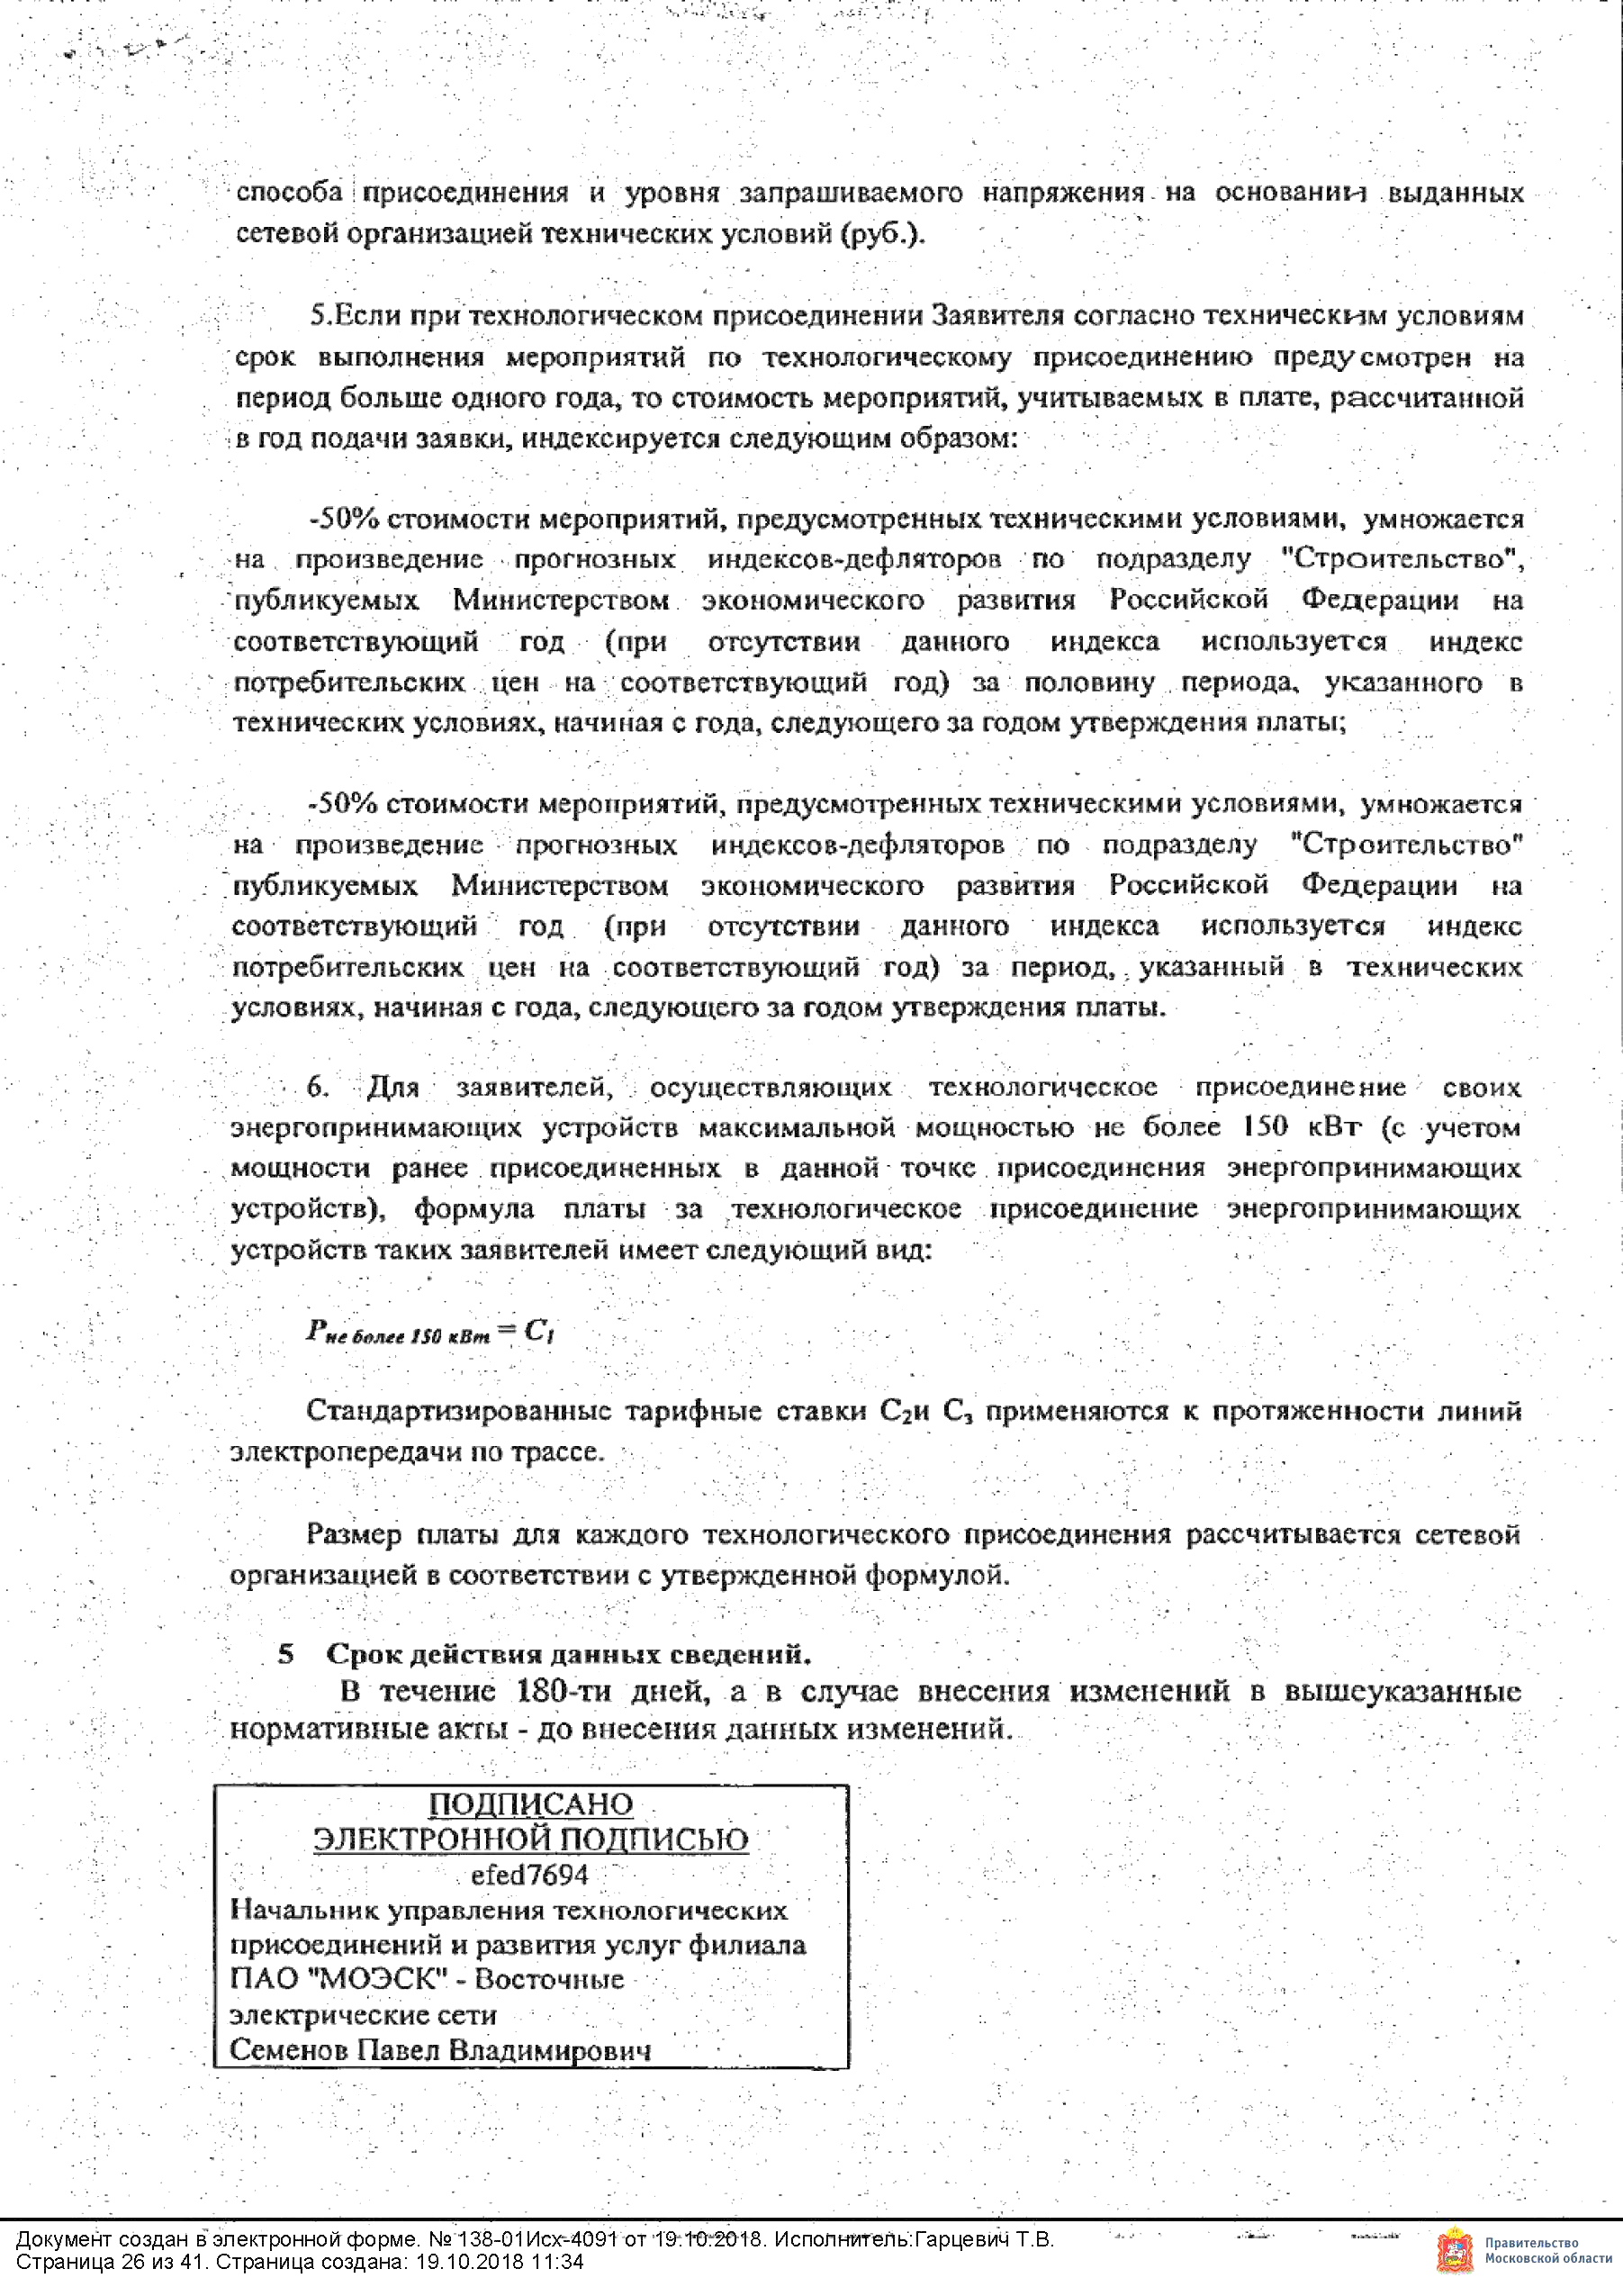 способа присоединения и уровня запрашиваемого напряжения на основании выданных
сетевой организацией технических условий (руб.).
5.Если при технологическом присоединении Заявителя согласно техническим условиям
срок выполнения мероприятий по технологическому присоединению предусмотрен на
период больше одного года, то стоимость мероприятий, учитываемых в плате, рассчитанной
в год подачи заявки, индексируется следующим образом:
-50% стоимости мероприятий, предусмотренных техническими условиями, умножается
на произведение прогнозных индексов-дефляторов по подразделу "Строительство",
публикуемых Министерством экономического развития Российской Федерации на
соответствующий год (при отсутствии данного индекса используется индекс
потребительских цен на соответствующий год) за половину периода, указанного в
технических условиях, начиная с года, следующего за годом утверждения платы;
-50% стоимости мероприятий, предусмотренных техническими условиями, умножается
на произведение прогнозных индексов-дефляторов по подразделу "Строительство"
публикуемых Министерством экономического развития Российской Федерации на
соответствующий год (при отсутствии данного индекса используется индекс
потребительских цен на соответствующий год) за период, указанный в технических
условиях, начиная с года, следующего за годом утверждения платы.
6. Для заявителей, осуществляющих технологическое присоединение своих
энергопринимающих устройств максимальной мощностью не более 150 кВт (с учетом
мощности ранее присоединенных в данной точке присоединения энергопринимающих
устройств), формула платы за технологическое присоединение энергопринимающих
устройств таких заявителей имеет следующий вид:
Pне более 150 кВт = C1
Стандартизированные тарифные ставки C2и C3 применяются к протяженности линий
электропередачи по трассе.
Размер платы для каждого технологического присоединения рассчитывается сетевой
организацией в соответствии с утвержденной формулой.
5 Срок действия данных сведений.
В течение 180-ти дней, а в случае внесения изменений в вышеуказанные
нормативные акты - до внесения данных изменений.
ПОДПИСАНО
ЭЛЕКТРОННОЙ ПОДПИСЬЮ
efed7694
Начальник управления технологических
присоединений и развития услуг филиала
ПАО "МОЭСК" - Восточные
электрические сети
Семенов Павел Владимирович
Документ создан в электронной форме. № 138-01Исх-4091 от 19.10.2018. Исполнитель:Гарцевич Т.В.
Страница 26 из 41. Страница создана: 19.10.2018 11:34
Правительство
Московской области